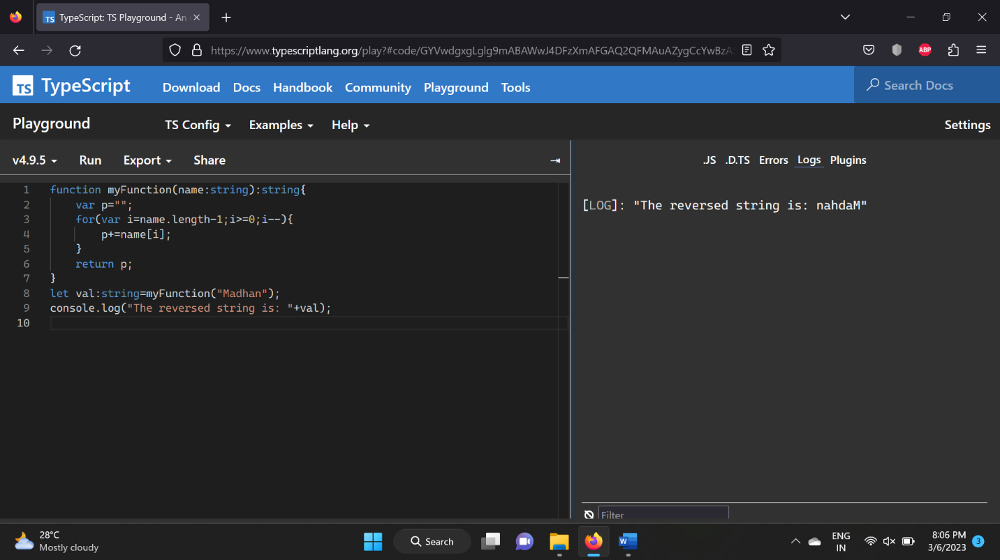 TS TypeScript: TS Playground - An
https://www.typescriptlang.org/play?#code/GYVwdgxgLglg9mABAWwJ4DFzXmAFGAQ2QFMAuAZygCcYwBzA
ABP
TS TypeScript Download Docs Handbook Community Playground Tools Search Docs
Playground TS Config Examples Help Settings
v4.9.5 Run Export Share .JS .D.TS Errors Logs Plugins
1 function myFunction(name:string):string{
2 var p="";
3 for(var i=name.length-1;i>=0;i--){
4 p+=name[i];
5 }
6 return p;
7 }
8 let val:string=myFunction("Madhan");
9 console.log("The reversed string is: "+val);
10
[LOG]: "The reversed string is: nahdaM"
Filter
28°C
Mostly cloudy
Search
W
ENG
IN
8:06 PM
3/6/2023
3